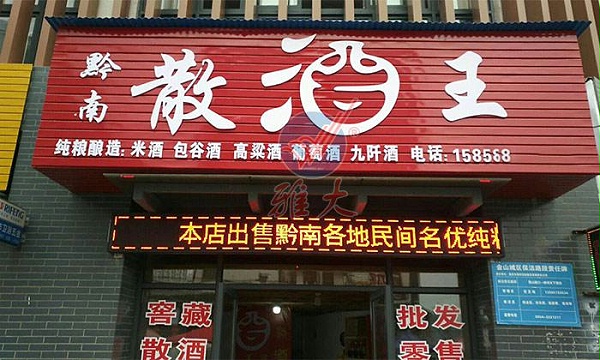 黔南
散酒王
纯粮酿造: 米酒 包谷酒 高粱酒 葡萄酒 九阡酒 电话: 158568
雅大
本店出售黔南各地民间名优纯粮
窖藏
散酒
批发
零售
RIFENG